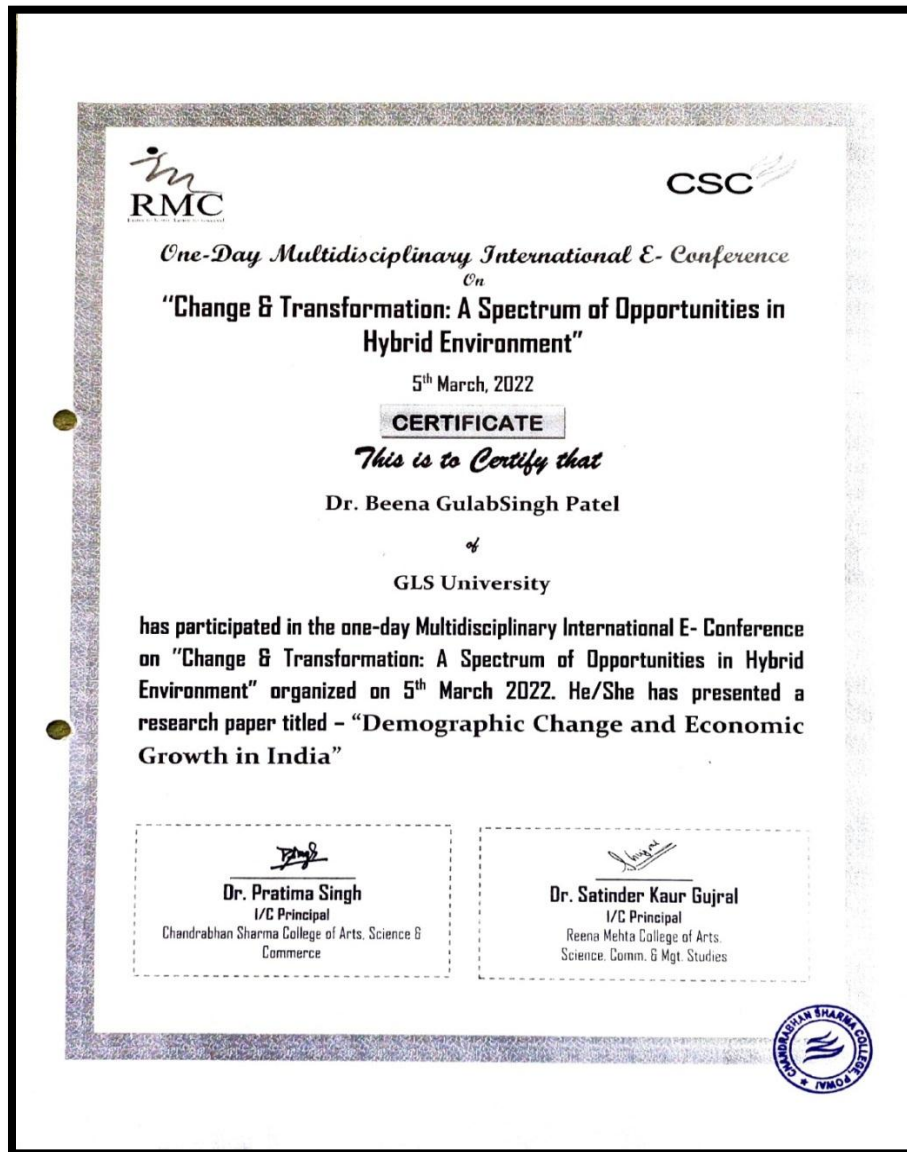 RMC
CSC
One-Day Multidisciplinary International E- Conference
On
"Change & Transformation: A Spectrum of Opportunities in
Hybrid Environment"
5th March, 2022
CERTIFICATE
This is to Certify that
Dr. Beena GulabSingh Patel
of
GLS University
has participated in the one-day Multidisciplinary International E- Conference
on "Change & Transformation: A Spectrum of Opportunities in Hybrid
Environment" organized on 5th March 2022. He/She has presented a
research paper titled – "Demographic Change and Economic
Growth in India"
Dr. Pratima Singh
I/C Principal
Chandrabhan Sharma College of Arts, Science &
Commerce
Dr. Satinder Kaur Gujral
I/C Principal
Reena Mehta College of Arts,
Science, Comm. & Mgt. Studies
CHANDRABHAN SHARMA COLLEGE, POWAI